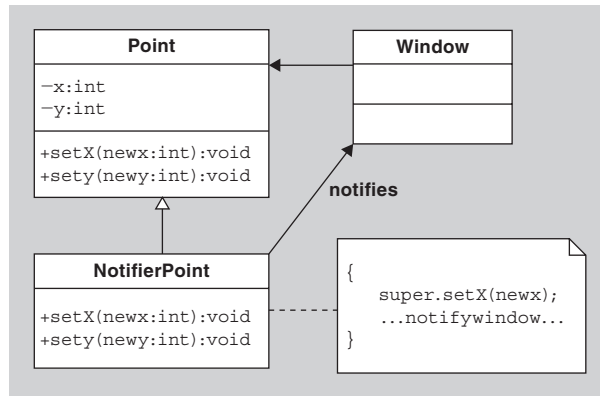 Point
−x:int
−y:int
+setX(newx:int):void
+sety(newy:int):void
Window
notifies
NotifierPoint
+setX(newx:int):void
+sety(newy:int):void
{
super.setX(newx);
...notifywindow...
}